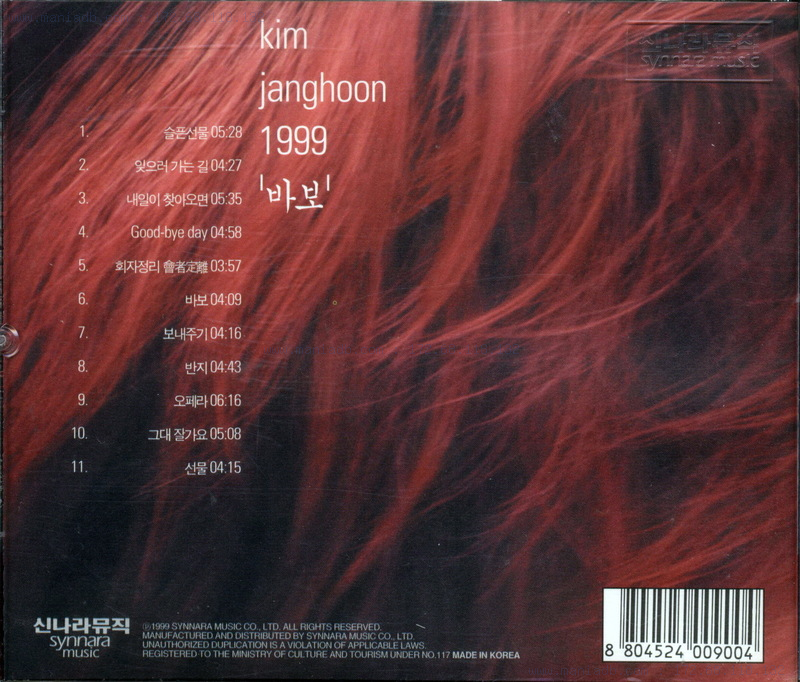 kim
janghoon
1999
'바보'
신나라뮤직
synnara music
1. 슬픈선물 05:28
2. 잊으러 가는 길 04:27
3. 내일이 찾아오면 05:35
4. Good-bye day 04:58
5. 회자정리 會者定離 03:57
6. 바보 04:09
7. 보내주기 04:16
8. 반지 04:43
9. 오페라 06:16
10. 그대 잘가요 05:08
11. 선물 04:15
신나라뮤직
synnara
music
℗1999 SYNNARA MUSIC CO., LTD. ALL RIGHTS RESERVED.
MANUFACTURED AND DISTRIBUTED BY SYNNARA MUSIC CO., LTD.
UNAUTHORIZED DUPLICATION IS A VIOLATION OF APPLICABLE LAWS.
REGISTERED TO THE MINISTRY OF CULTURE AND TOURISM UNDER NO.117 MADE IN KOREA
8 804524 009004